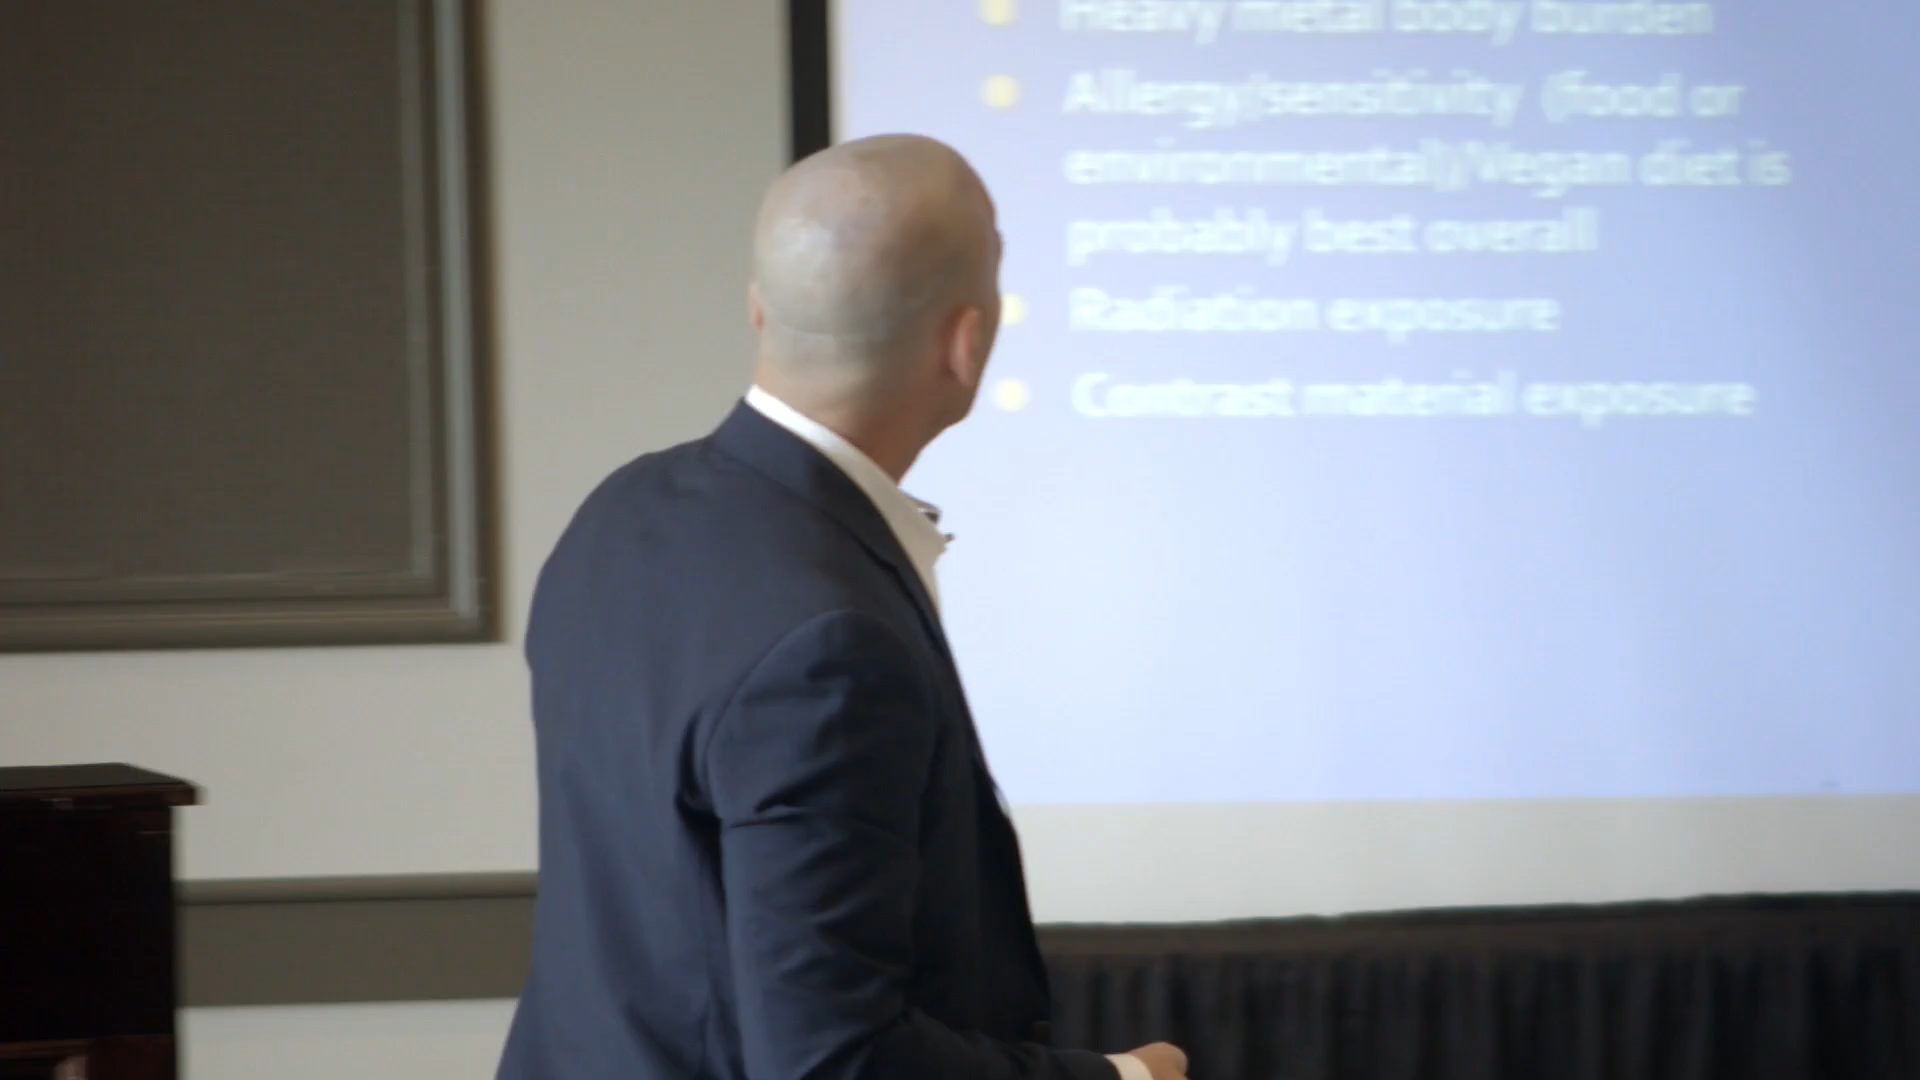 Heavy metal body burden
Allergy/sensitivity (food or
environmental)/Vegan diet is
probably best overall
Radiation exposure
Contrast material exposure